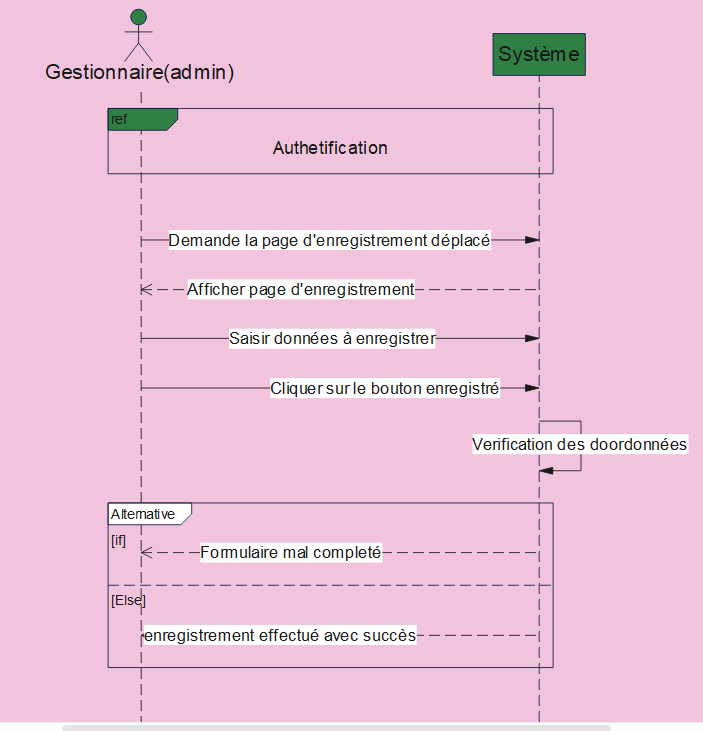 Gestionnaire(admin)
Système
ref
Authetification
Demande la page d'enregistrement déplacé
Afficher page d'enregistrement
Saisir données à enregistrer
Cliquer sur le bouton enregistré
Verification des doordonnées
Alternative
[if]
Formulaire mal completé
[Else]
enregistrement effectué avec succès